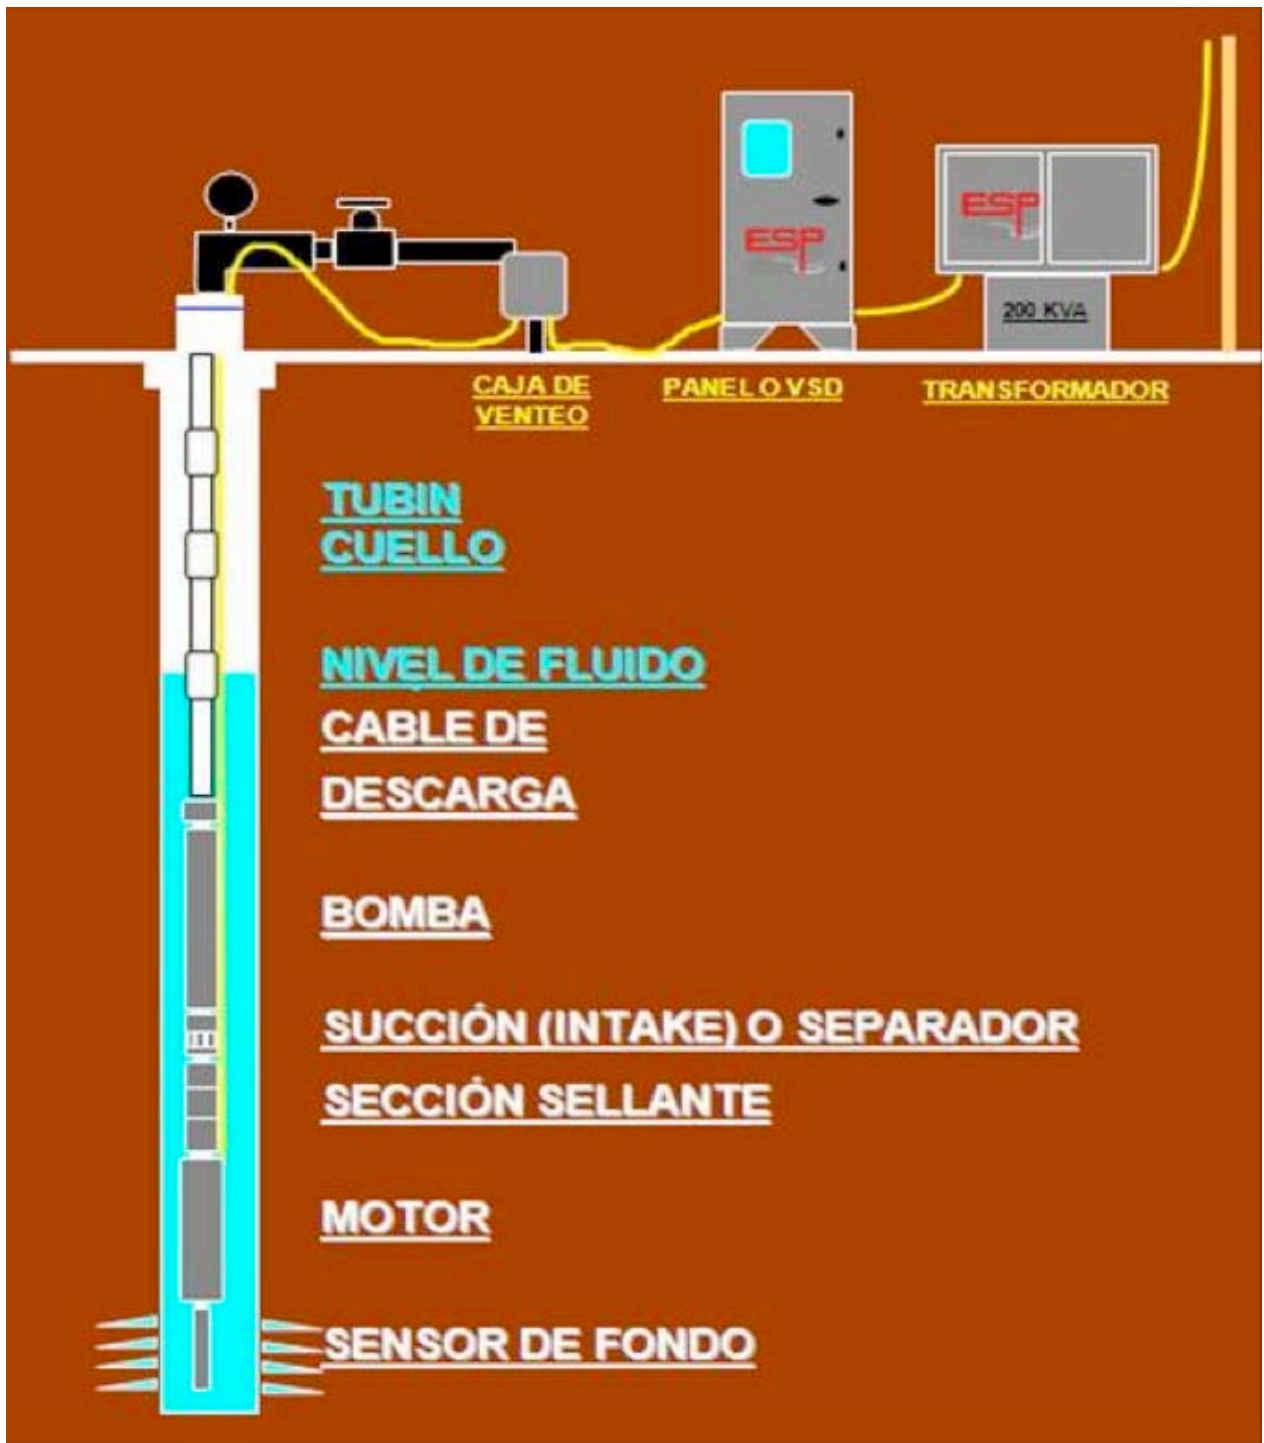 ESP
ESP
200 KVA
CAJA DE
VENTEO
PANEL O VSD
TRANSFORMADOR
TUBIN
CUELLO
NIVEL DE FLUIDO
CABLE DE
DESCARGA
BOMBA
SUCCIÓN (INTAKE) O SEPARADOR
SECCIÓN SELLANTE
MOTOR
SENSOR DE FONDO